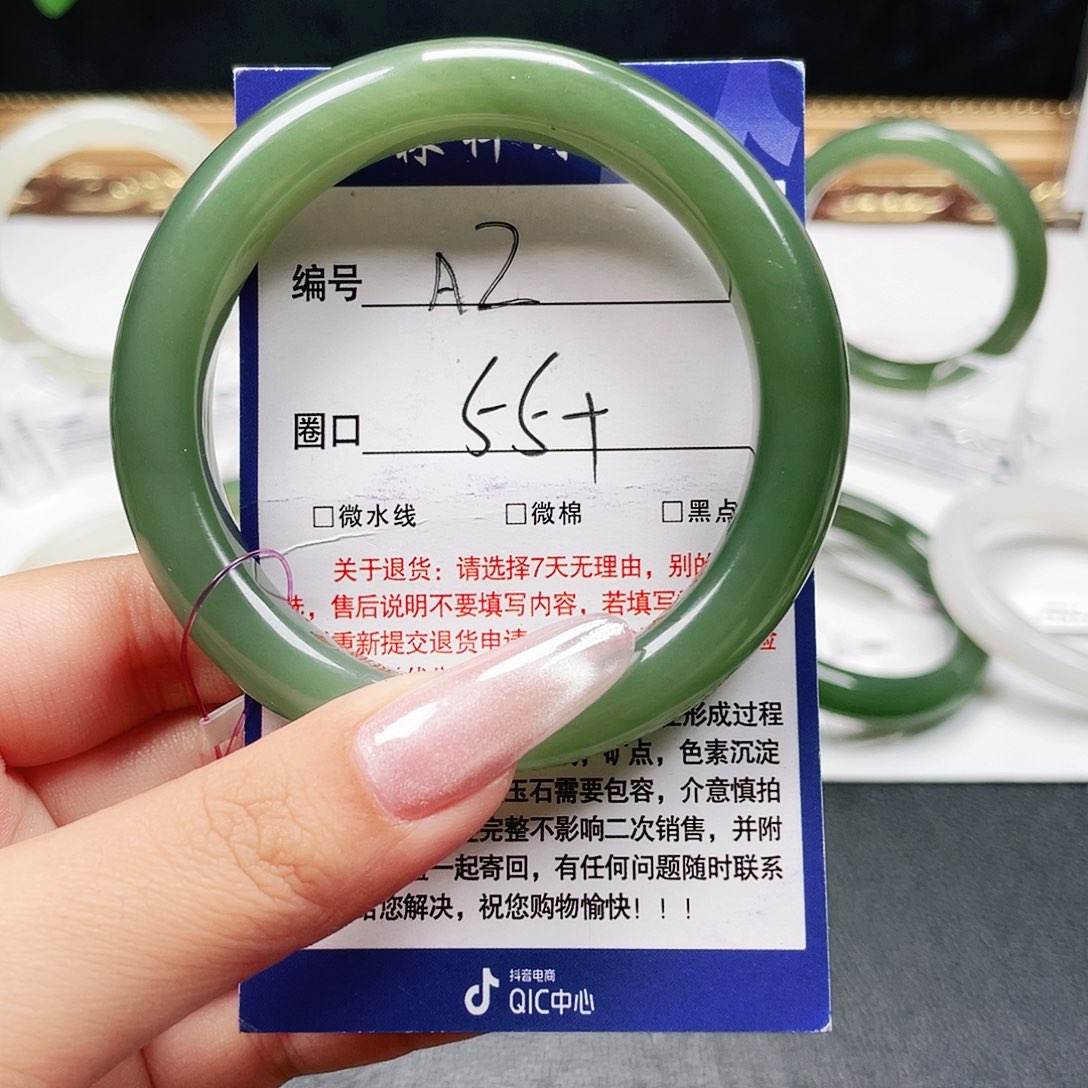 编号 A2
圈口 55+
□微水线 □微棉 □黑点
关于退货：请选择7天无理由，别的
选，售后说明不要填写内容，若填写
重新提交退货申请
形成过程
矿点，色素沉淀
玉石需要包容，介意慎拍
完整不影响二次销售，并附
一起寄回，有任何问题随时联系
给您解决，祝您购物愉快！！！
抖音电商
QIC中心